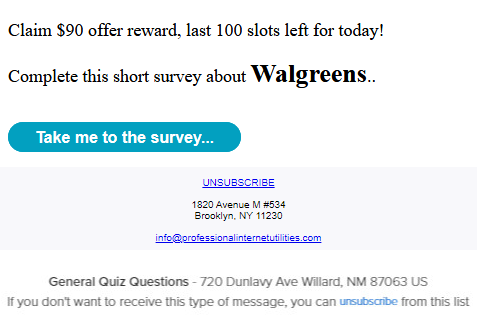 Claim $90 offer reward, last 100 slots left for today!
Complete this short survey about Walgreens..
Take me to the survey...
UNSUBSCRIBE
1820 Avenue M #534
Brooklyn, NY 11230
info@professionalinternetutilities.com
General Quiz Questions - 720 Dunlavy Ave Willard, NM 87063 US
If you don't want to receive this type of message, you can unsubscribe from this list